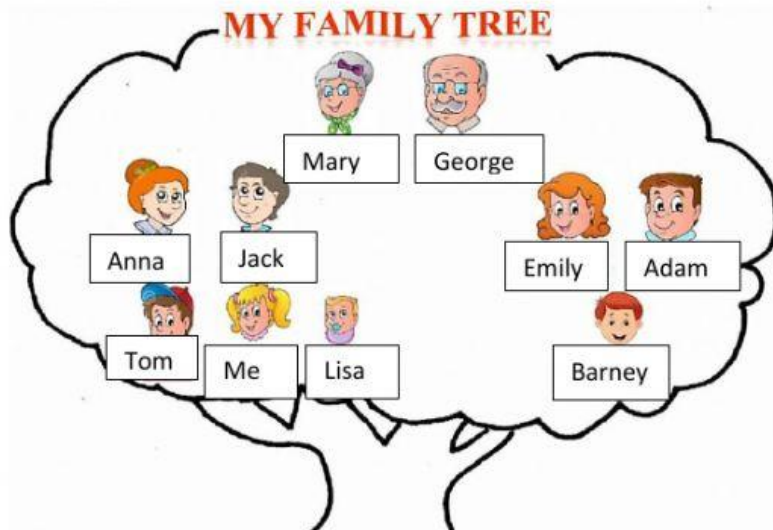 MY FAMILY TREE
Mary George
Anna Jack Emily Adam
Tom Me Lisa Barney